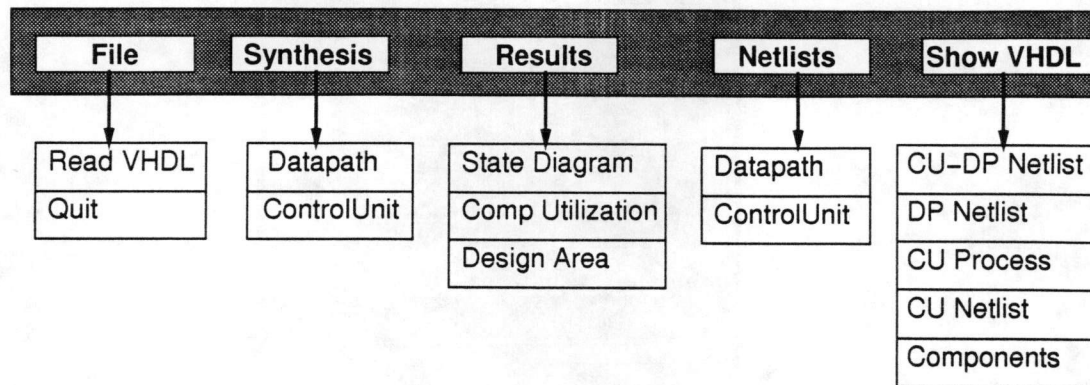 File
Synthesis
Results
Netlists
Show VHDL
Read VHDL
Quit
Datapath
ControlUnit
State Diagram
Comp Utilization
Design Area
Datapath
ControlUnit
CU–DP Netlist
DP Netlist
CU Process
CU Netlist
Components